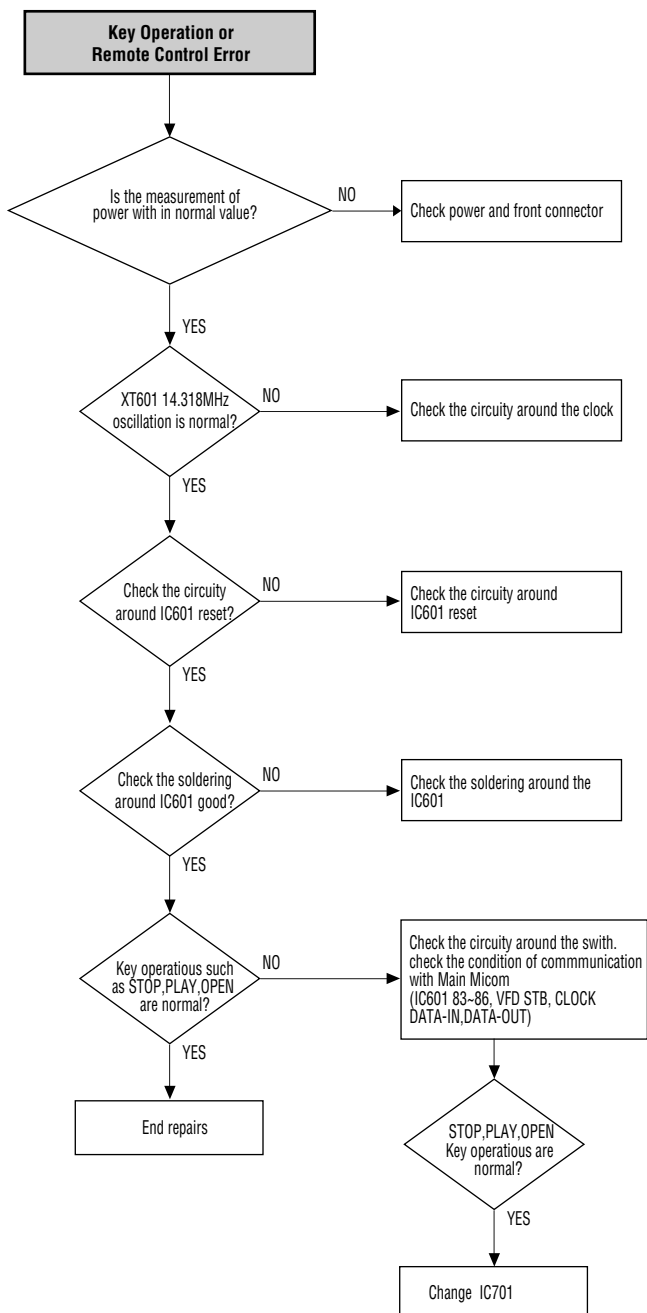 Key Operation or
Remote Control Error
Is the measurement of
power with in normal value?
NO
Check power and front connector
YES
XT601 14.318MHz
oscillation is normal?
NO
Check the circuity around the clock
YES
Check the circuity
around IC601 reset?
NO
Check the circuity around
IC601 reset
YES
Check the soldering
around IC601 good?
NO
Check the soldering around the
IC601
YES
Key operatious such
as STOP,PLAY,OPEN
are normal?
NO
Check the circuity around the swith.
check the condition of commmunication
with Main Micom
(IC601 83~86, VFD STB, CLOCK
DATA-IN,DATA-OUT)
YES
End repairs
STOP,PLAY,OPEN
Key operatious are
normal?
YES
Change IC701